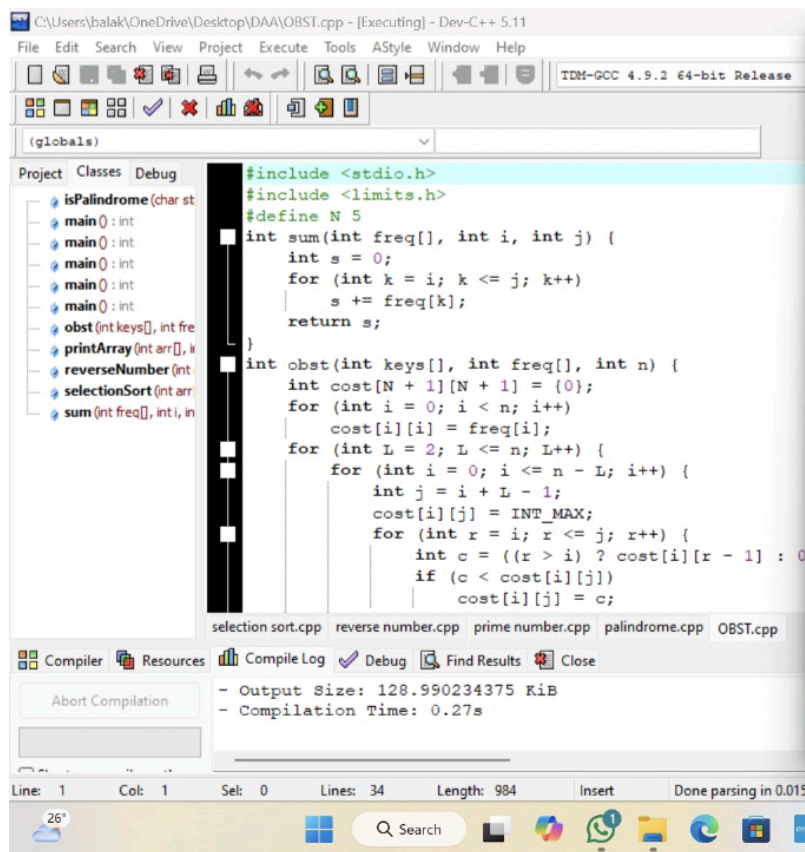 C:\Users\balak\OneDrive\Desktop\DAA\OBST.cpp - [Executing] - Dev-C++ 5.11
File Edit Search View Project Execute Tools AStyle Window Help
TDM-GCC 4.9.2 64-bit Release
(globals)
Project Classes Debug
isPalindrome (char st
main () : int
main () : int
main () : int
main () : int
main () : int
obst (int keys[], int fre
printArray (int arr[], i
reverseNumber (int
selectionSort (int arr
sum (int freq[], int i, in
#include <stdio.h>
#include <limits.h>
#define N 5
int sum(int freq[], int i, int j) {
int s = 0;
for (int k = i; k <= j; k++)
s += freq[k];
return s;
}
int obst(int keys[], int freq[], int n) {
int cost[N + 1][N + 1] = {0};
for (int i = 0; i < n; i++)
cost[i][i] = freq[i];
for (int L = 2; L <= n; L++) {
for (int i = 0; i <= n - L; i++) {
int j = i + L - 1;
cost[i][j] = INT_MAX;
for (int r = i; r <= j; r++) {
int c = ((r > i) ? cost[i][r - 1] : 0
if (c < cost[i][j])
cost[i][j] = c;
selection sort.cpp reverse number.cpp prime number.cpp palindrome.cpp OBST.cpp
Compiler Resources Compile Log Debug Find Results Close
Abort Compilation
- Output Size: 128.990234375 KiB
- Compilation Time: 0.27s
Line: 1 Col: 1 Sel: 0 Lines: 34 Length: 984 Insert Done parsing in 0.015
26°
Search
1